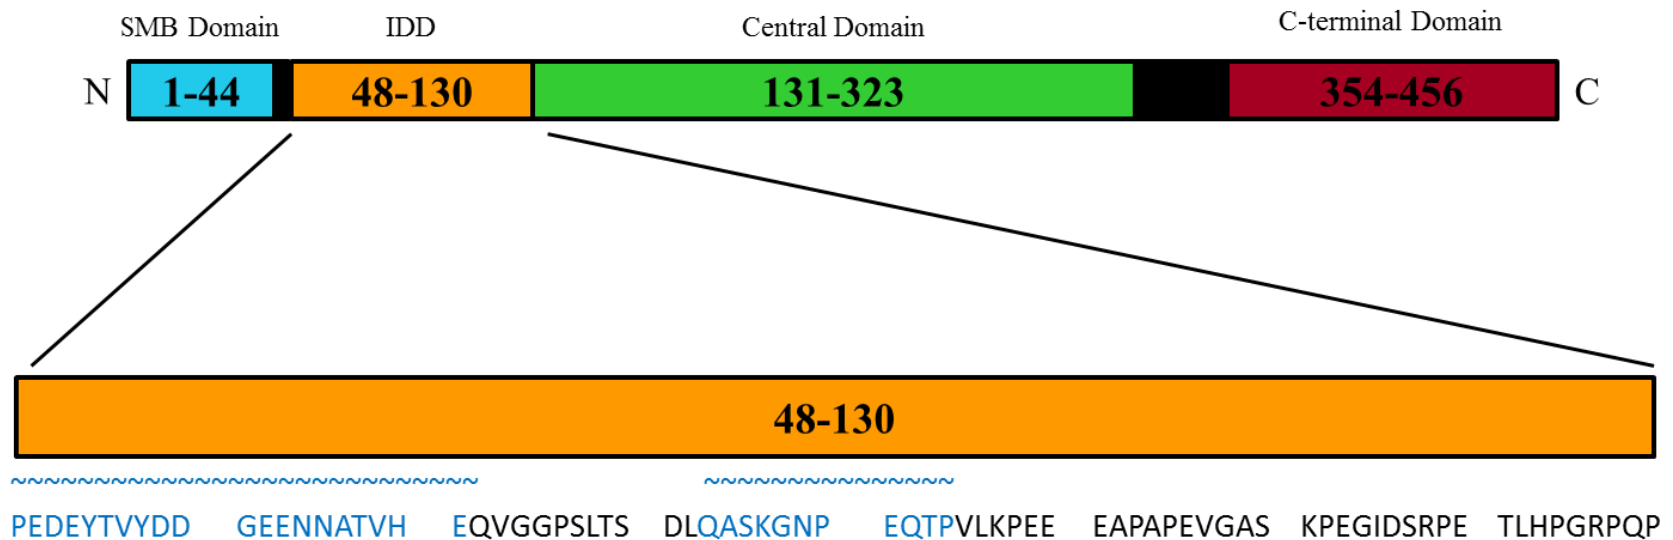 SMB Domain IDD Central Domain C-terminal Domain
N 1-44 48-130 131-323 354-456 C
48-130
~~~~~~~~~~~~~~~~~~~~~~~~~~~~ ~~~~~~~~~~~~~~~
PEDEYTVYDD GEENNATVH EQVGGPSLTS DLQASKGNP EQTPVLKPEE EAPAPEVGAS KPEGIDSRPE TLHPGRPQP